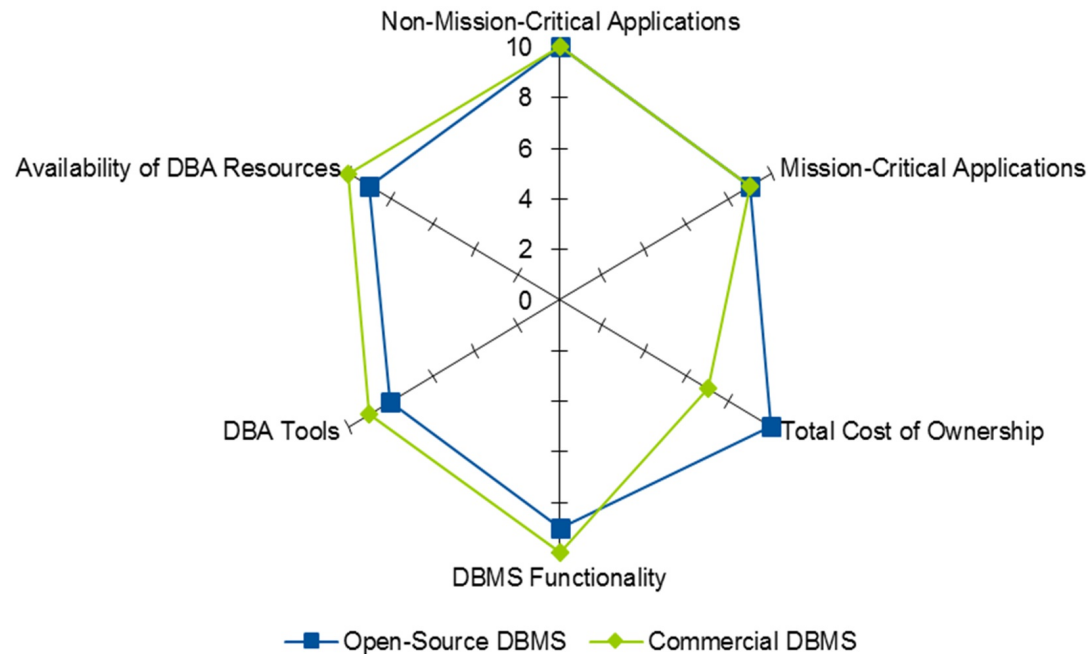 Non-Mission-Critical Applications
10
8
Availability of DBA Resources
6
Mission-Critical Applications
4
2
0
DBA Tools
Total Cost of Ownership
DBMS Functionality
Open-Source DBMS
Commercial DBMS